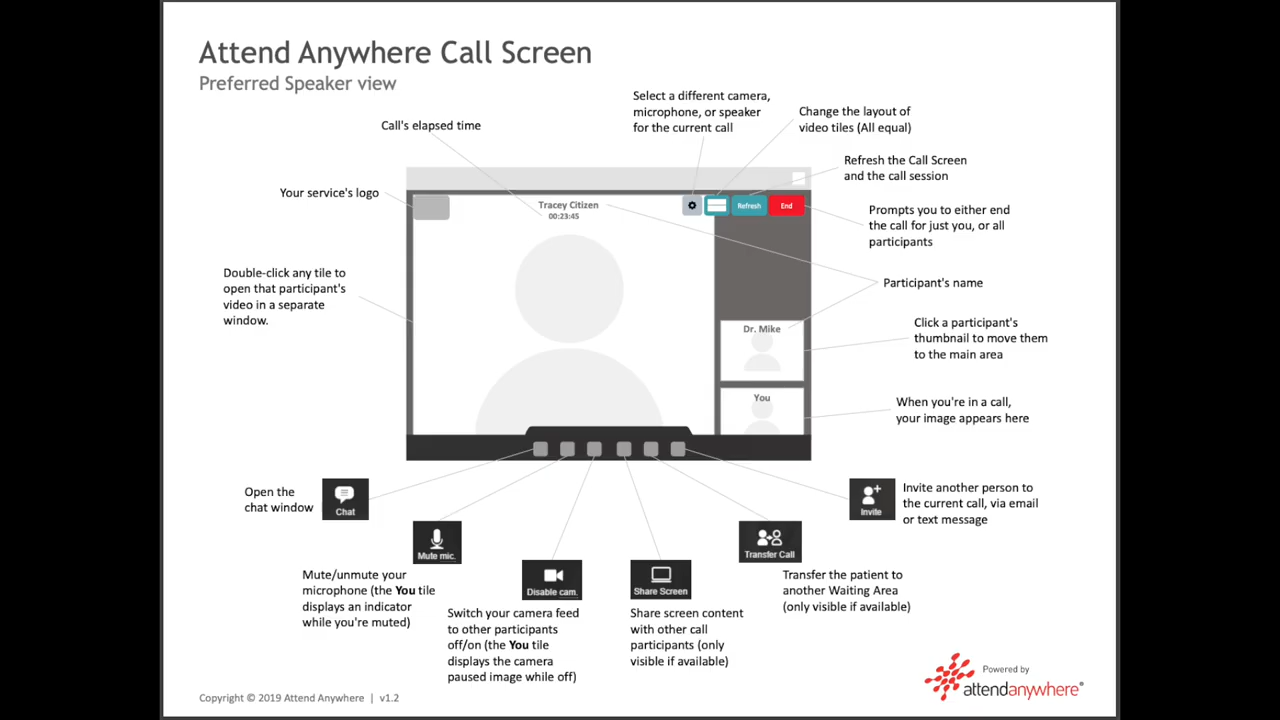 Attend Anywhere Call Screen
Preferred Speaker view
Select a different camera,
microphone, or speaker
for the current call
Change the layout of
video tiles (All equal)
Call's elapsed time
Refresh the Call Screen
and the call session
Your service's logo
Tracey Citizen
00:23:45
Refresh
End
Prompts you to either end
the call for just you, or all
participants
Double-click any tile to
open that participant's
video in a separate
window.
Participant's name
Dr. Mike
Click a participant's
thumbnail to move them
to the main area
You
When you're in a call,
your image appears here
Open the
chat window
Chat
Mute mic.
Mute/unmute your
microphone (the You tile
displays an indicator
while you're muted)
Disable cam.
Switch your camera feed
to other participants
off/on (the You tile
displays the camera
paused image while off)
Share Screen
Share screen content
with other call
participants (only
visible if available)
Transfer Call
Transfer the patient to
another Waiting Area
(only visible if available)
Invite
Invite another person to
the current call, via email
or text message
Copyright © 2019 Attend Anywhere | v1.2
Powered by
attendanywhere®